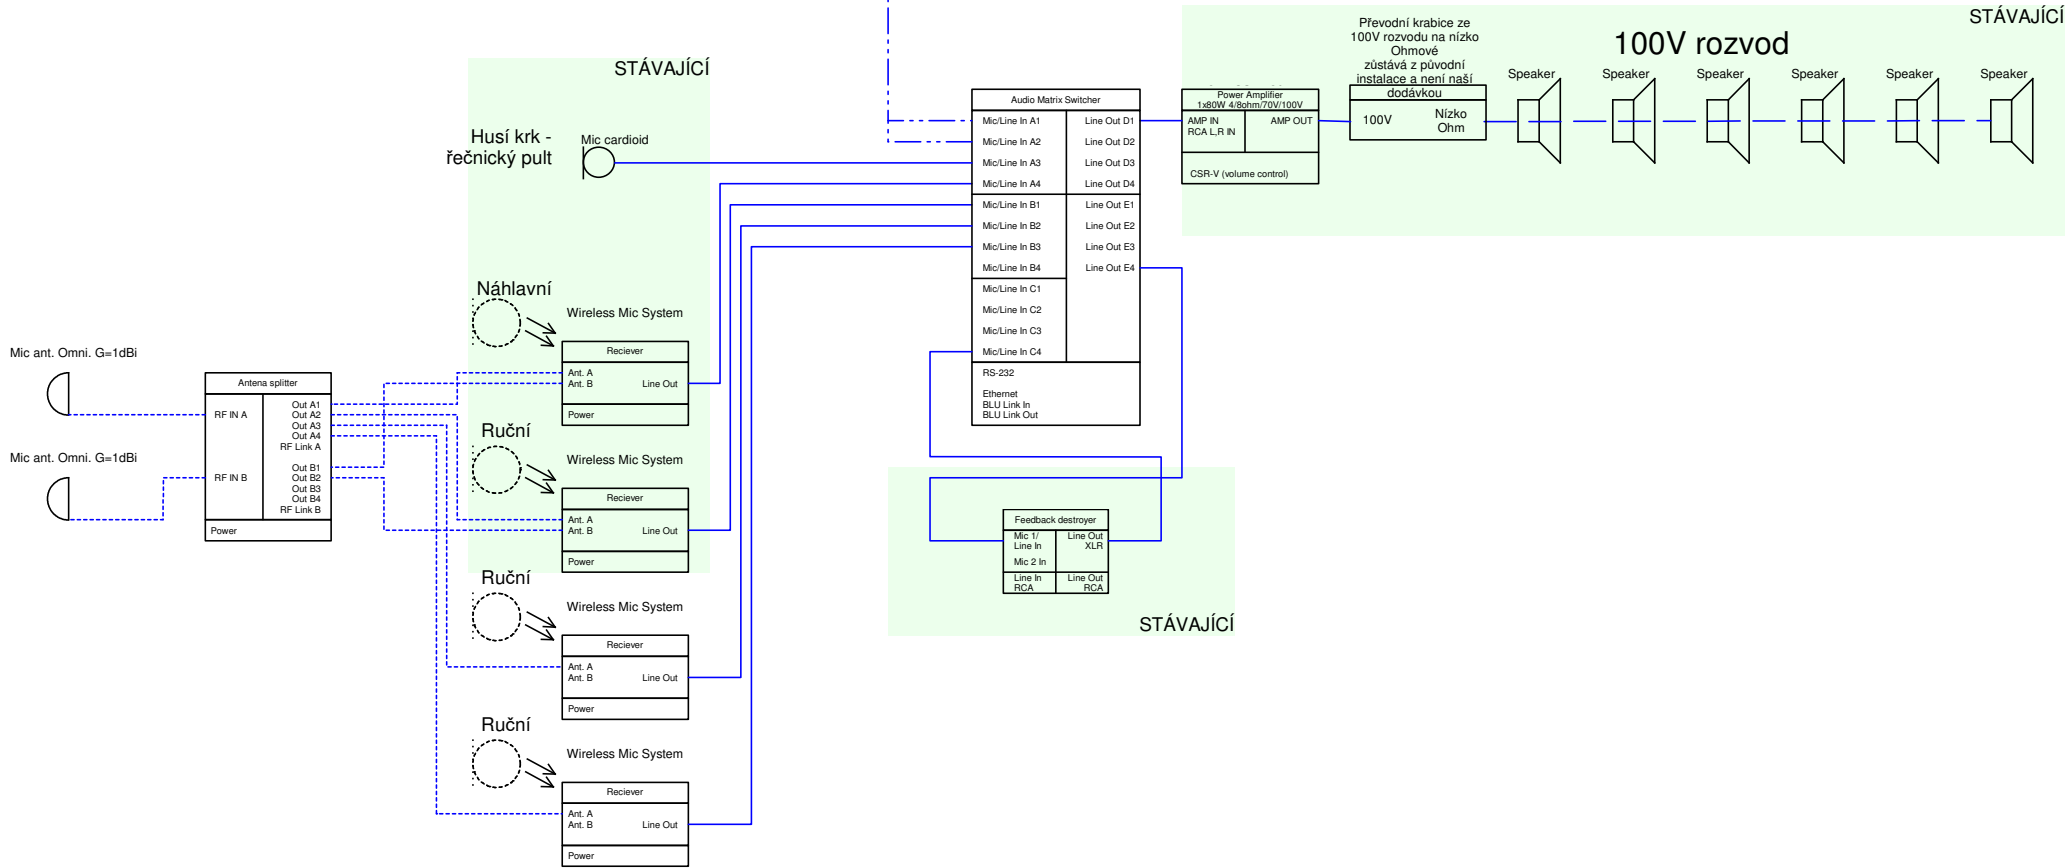 STÁVAJÍCÍ
Převodní krabice ze
100V rozvodu na nízko
Ohmové
zůstává z původní
instalace a není naší
dodávkou
100V rozvod
Speaker
Speaker
Speaker
Speaker
Speaker
Speaker
100V
Nízko
Ohm
Power Amplifier
1x80W 4/8ohm/70V/100V
AMP IN
RCA L,R IN
AMP OUT
CSR-V (volume control)
STÁVAJÍCÍ
Husí krk -
řečnický pult
Mic cardioid
Audio Matrix Switcher
Mic/Line In A1
Mic/Line In A2
Mic/Line In A3
Mic/Line In A4
Mic/Line In B1
Mic/Line In B2
Mic/Line In B3
Mic/Line In B4
Mic/Line In C1
Mic/Line In C2
Mic/Line In C3
Mic/Line In C4
Line Out D1
Line Out D2
Line Out D3
Line Out D4
Line Out E1
Line Out E2
Line Out E3
Line Out E4
RS-232
Ethernet
BLU Link In
BLU Link Out
Náhlavní
Wireless Mic System
Reciever
Ant. A
Ant. B
Line Out
Power
Ruční
Wireless Mic System
Reciever
Ant. A
Ant. B
Line Out
Power
Ruční
Wireless Mic System
Reciever
Ant. A
Ant. B
Line Out
Power
Ruční
Wireless Mic System
Reciever
Ant. A
Ant. B
Line Out
Power
Mic ant. Omni. G=1dBi
Mic ant. Omni. G=1dBi
Antena splitter
RF IN A
RF IN B
Out A1
Out A2
Out A3
Out A4
RF Link A
Out B1
Out B2
Out B3
Out B4
RF Link B
Power
Feedback destroyer
Mic 1/
Line In
Mic 2 In
Line Out
XLR
Line In
RCA
Line Out
RCA
STÁVAJÍCÍ